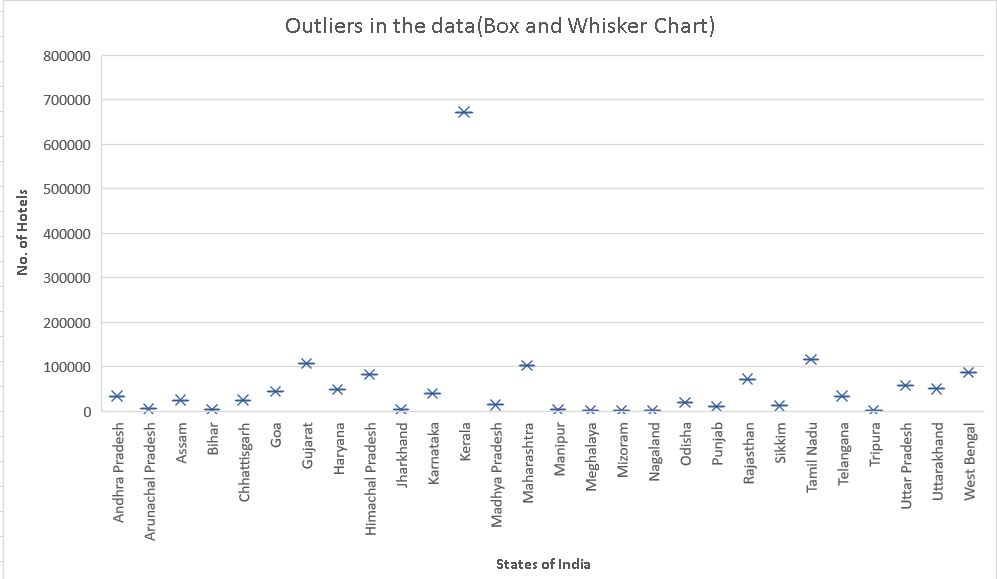 Outliers in the data(Box and Whisker Chart)
No. of Hotels
800000
700000
600000
500000
400000
300000
200000
100000
0
Andhra Pradesh
Arunachal Pradesh
Assam
Bihar
Chhattisgarh
Goa
Gujarat
Haryana
Himachal Pradesh
Jharkhand
Karnataka
Kerala
Madhya Pradesh
Maharashtra
Manipur
Meghalaya
Mizoram
Nagaland
Odisha
Punjab
Rajasthan
Sikkim
Tamil Nadu
Telangana
Tripura
Uttar Pradesh
Uttarakhand
West Bengal
States of India